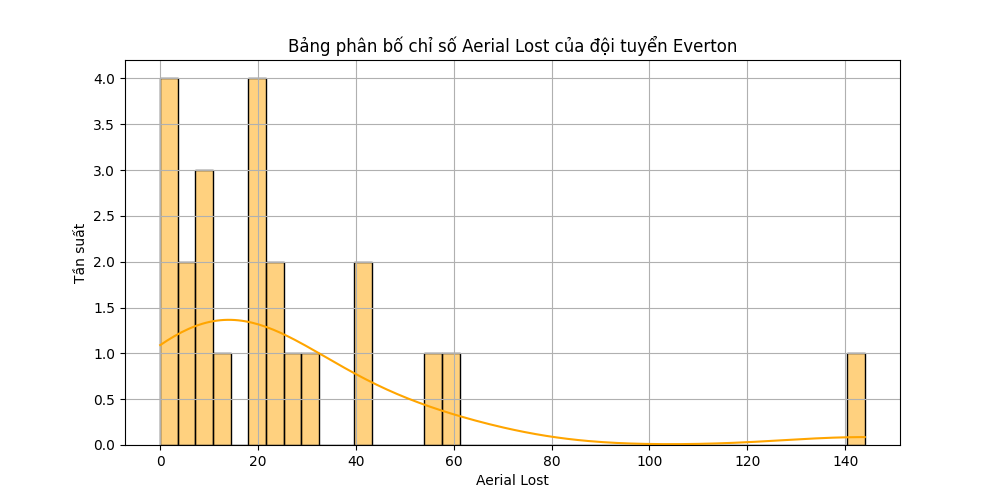 Bảng phân bố chỉ số Aerial Lost của đội tuyển Everton
4.0
3.5
3.0
2.5
2.0
1.5
1.0
0.5
0.0
Tần suất
0 20 40 60 80 100 120 140
Aerial Lost